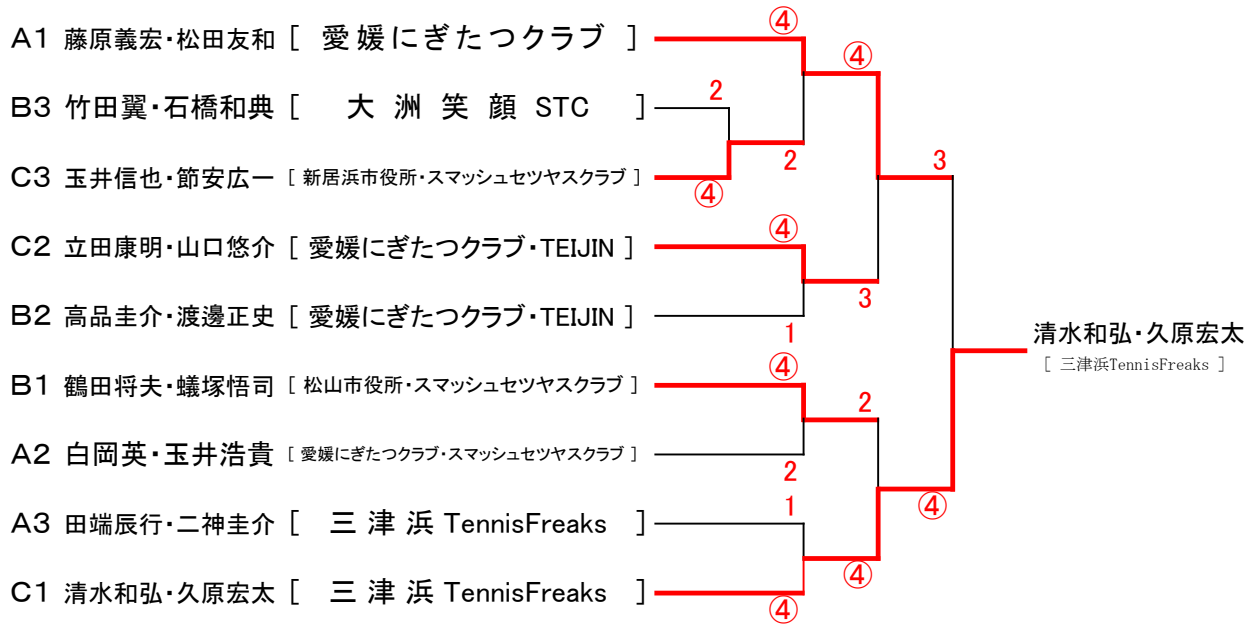 A1 藤原義宏・松田友和 [ 愛媛にぎたつクラブ ]
④
④
B3 竹田翼・石橋和典 [ 大洲笑顔 STC ]
2
2
3
C3 玉井信也・節安広一 [ 新居浜市役所・スマッシュセツヤスクラブ ]
④
C2 立田康明・山口悠介 [ 愛媛にぎたつクラブ・TEIJIN ]
④
3
B2 高品圭介・渡邊正史 [ 愛媛にぎたつクラブ・TEIJIN ]
1
清水和弘・久原宏太
[ 三津浜TennisFreaks ]
B1 鶴田将夫・蟻塚悟司 [ 松山市役所・スマッシュセツヤスクラブ ]
④
2
A2 白岡英・玉井浩貴 [ 愛媛にぎたつクラブ・スマッシュセツヤスクラブ ]
2
④
A3 田端辰行・二神圭介 [ 三津浜 TennisFreaks ]
1
④
C1 清水和弘・久原宏太 [ 三津浜 TennisFreaks ]
④